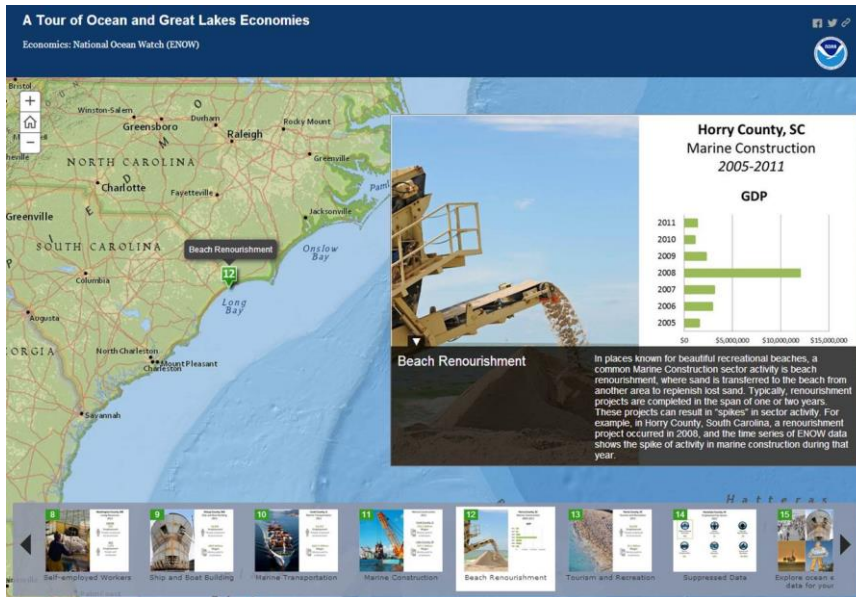 A Tour of Ocean and Great Lakes Economies
Economics: National Ocean Watch (ENOW)
Bristol
Winston-Salem
Greensboro
Durham
Raleigh
Rocky Mount
Greenville
NORTH CAROLINA
Charlotte
Fayetteville
Jacksonville
Greenville
SOUTH CAROLINA
Onslow
Bay
Beach Renourishment
12
Columbia
Long
Bay
Augusta
North Charleston
Mount Pleasant
Charleston
Savannah
Horry County, SC
Marine Construction
2005-2011
GDP
2011
2010
2009
2008
2007
2006
2005
$0 $5,000,000 $10,000,000 $15,000,000
Beach Renourishment
In places known for beautiful recreational beaches, a
common Marine Construction sector activity is beach
renourishment, where sand is transferred to the beach from
another area to replenish lost sand. Typically, renourishment
projects are completed in the span of one or two years.
These projects can result in "spikes" in sector activity. For
example, in Horry County, South Carolina, a renourishment
project occurred in 2008, and the time series of ENOW data
shows the spike of activity in marine construction during that
year.
Hatteras
8
Self-employed Workers
9
Ship and Boat Building
10
Marine Transportation
11
Marine Construction
12
Beach Renourishment
13
Tourism and Recreation
14
Suppressed Data
15
Explore ocean e
data for your